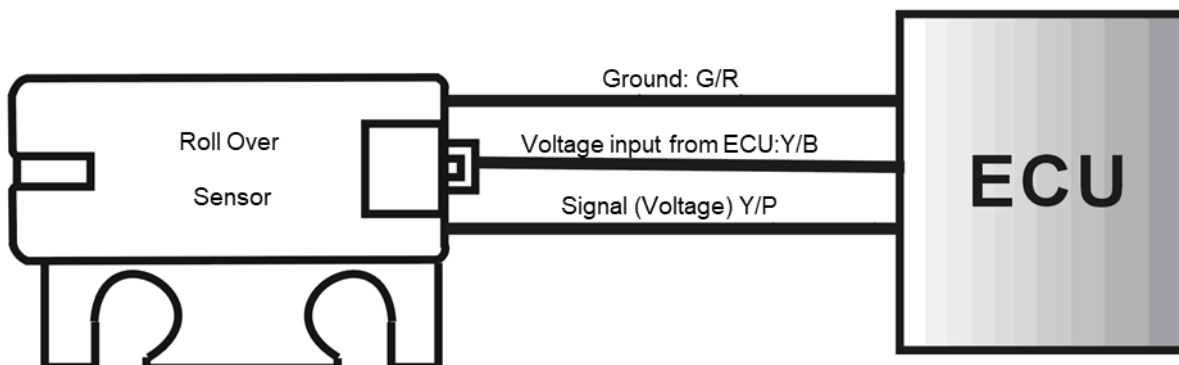 Ground: G/R
Roll Over
Voltage input from ECU:Y/B
Sensor
Signal (Voltage) Y/P
ECU